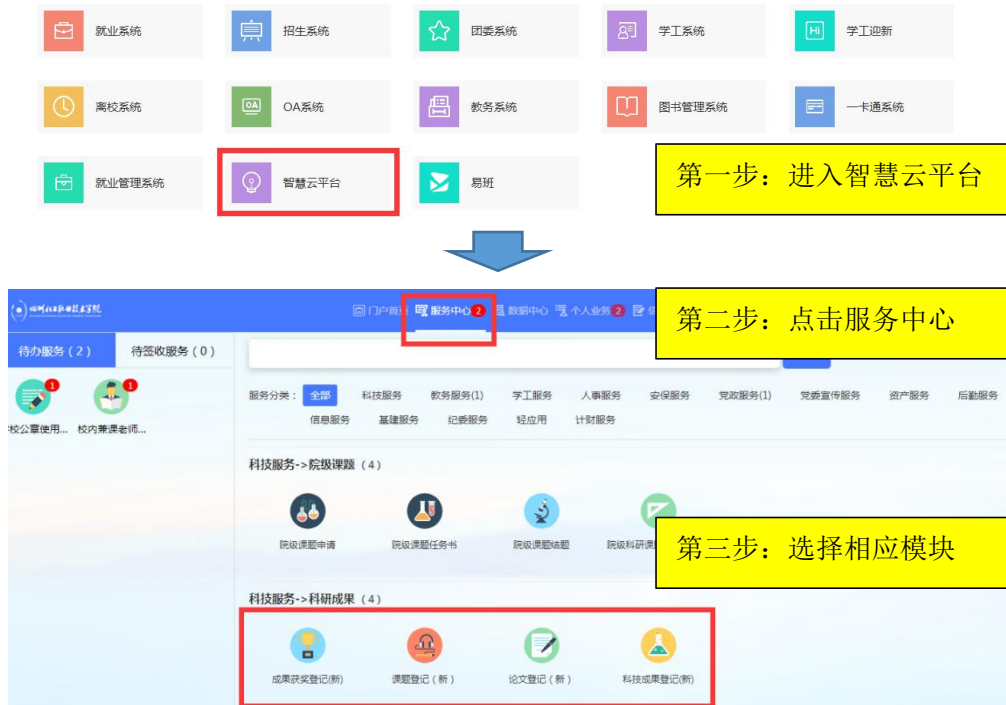 就业系统
招生系统
团委系统
学工系统
Hi
学工迎新
离校系统
OA
OA系统
教务系统
图书管理系统
一卡通系统
就业管理系统
智慧云平台
易班
第一步：进入智慧云平台
门户首页
服务中心 2
数据中心
个人业务 2
第二步：点击服务中心
待办服务（2）
待签收服务（0）
1
1
校公章使用...
校内兼课老师...
服务分类： 全部 科技服务 教务服务(1) 学工服务 人事服务 安保服务 党政服务(1) 党委宣传服务 资产服务 后勤服务
信息服务 基建服务 纪委服务 轻应用 计财服务
科技服务->院级课题（4）
院级课题申请
院级课题任务书
院级课题结题
院级科研课
第三步：选择相应模块
科技服务->科研成果（4）
成果获奖登记(新)
课题登记（新）
论文登记（新）
科技成果登记(新)